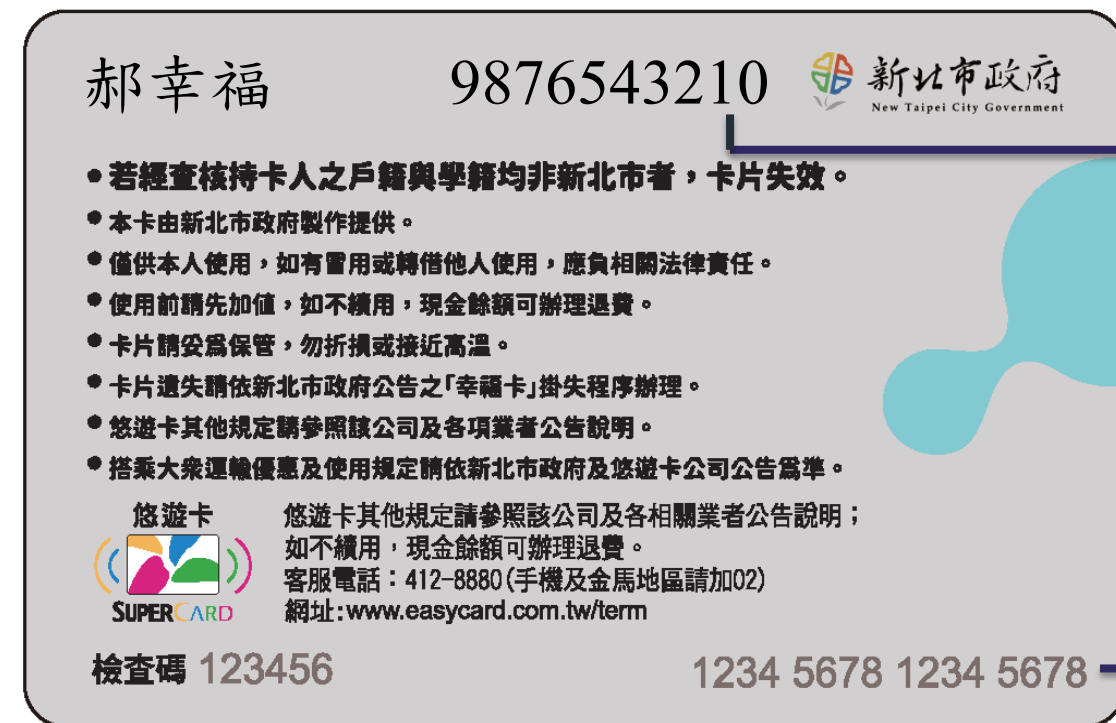 郝幸福 9876543210 新北市政府
New Taipei City Government
•若經查核持卡人之戶籍與學籍均非新北市者，卡片失效。
•本卡由新北市政府製作提供。
•僅供本人使用，如有冒用或轉借他人使用，應負相關法律責任。
•使用前請先加值，如不續用，現金餘額可辦理退費。
•卡片請妥為保管，勿折損或接近高溫。
•卡片遺失請依新北市政府公告之「幸福卡」掛失程序辦理。
•悠遊卡其他規定請參照該公司及各項業者公告說明。
•搭乘大眾運輸優惠及使用規定請依新北市政府及悠遊卡公司公告為準。
悠遊卡
SUPERCARD
悠遊卡其他規定請參照該公司及各相關業者公告說明；
如不續用，現金餘額可辦理退費。
客服電話：412-8880(手機及金馬地區請加02)
網址:www.easycard.com.tw/term
檢查碼 123456
1234 5678 1234 5678